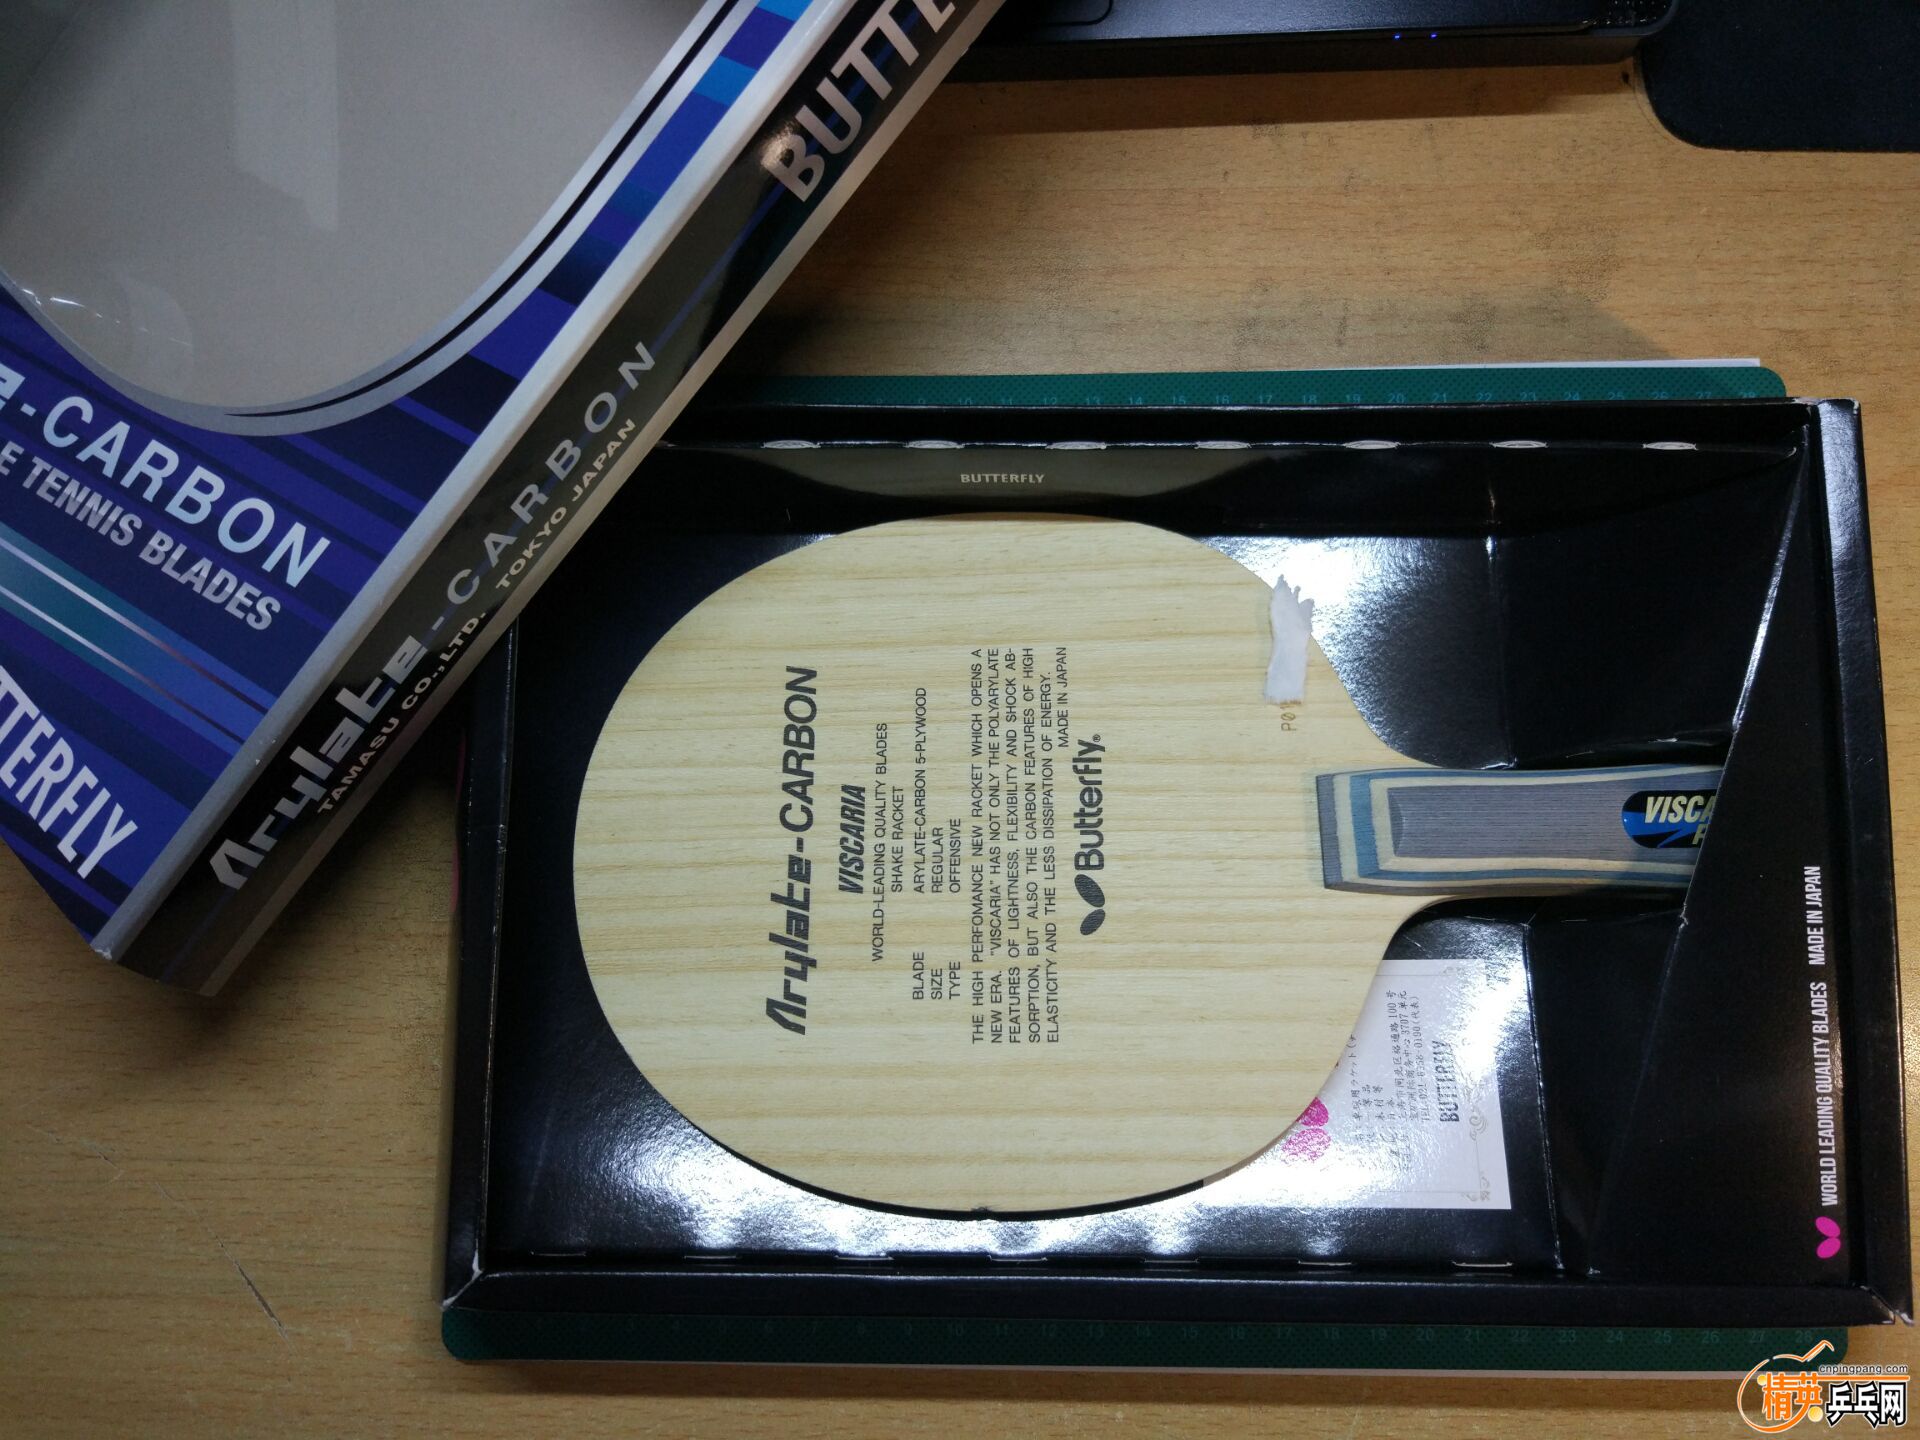 BUTTE
Arylate-CARBON
TAMASU CO., LTD. TOKYO JAPAN
e-CARBON
E TENNIS BLADES
TTERFLY
BUTTERFLY
Arylate-CARBON
VISCARIA
WORLD-LEADING QUALITY BLADES
SHAKE RACKET
BLADE ARYLATE-CARBON 5-PLYWOOD
SIZE REGULAR
TYPE OFFENSIVE
THE HIGH PERFOMANCE NEW RACKET WHICH OPENS A
NEW ERA. "VISCARIA" HAS NOT ONLY THE POLYARYLATE
FEATURES OF LIGHTNESS, FLEXIBILITY AND SHOCK AB-
SORPTION, BUT ALSO THE CARBON FEATURES OF HIGH
ELASTICITY AND THE LESS DISSIPATION OF ENERGY.
MADE IN JAPAN
Butterfly®
P01
VISCA
F
BUTTERFLY
WORLD LEADING QUALITY BLADES MADE IN JAPAN
cnpingpang.com
精英乒乓网